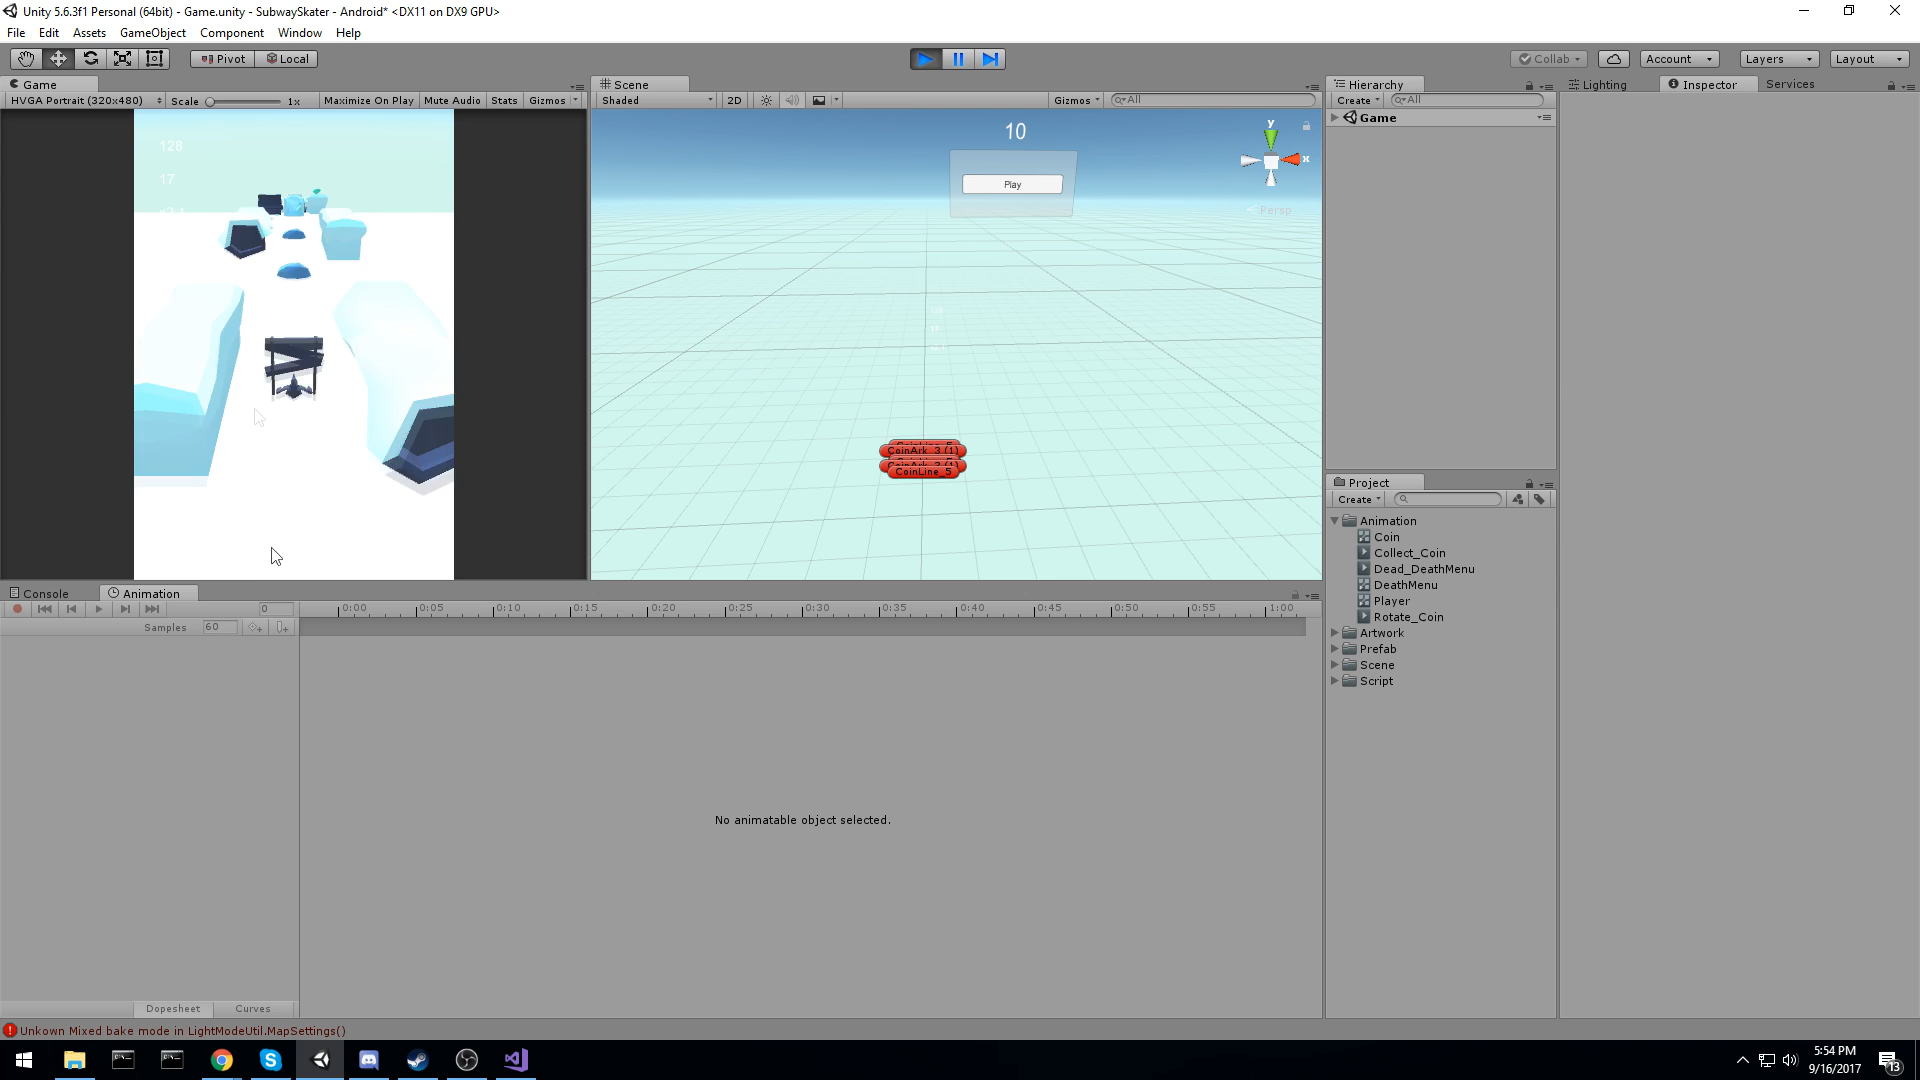 Unity 5.6.3f1 Personal (64bit) - Game.unity - SubwaySkater - Android* <DX11 on DX9 GPU>
File Edit Assets GameObject Component Window Help
Pivot Local Collab Account Layers Layout
Game Scene Hierarchy Lighting Inspector Services
HVGA Portrait (320x480) Scale 1x Maximize On Play Mute Audio Stats Gizmos Shaded 2D Gizmos All Create All
Game
128
17
10
Play
y
x
Persp
CoinArk_3 (1)
CoinLine_5
Project
Create
Animation
Coin
Collect_Coin
Dead_DeathMenu
DeathMenu
Player
Rotate_Coin
Artwork
Prefab
Scene
Script
Console Animation
0 0:00 0:05 0:10 0:15 0:20 0:25 0:30 0:35 0:40 0:45 0:50 0:55 1:00
Samples 60
No animatable object selected.
Dopesheet Curves
Unkown Mixed bake mode in LightModeUtil.MapSettings()
5:54 PM
9/16/2017
13